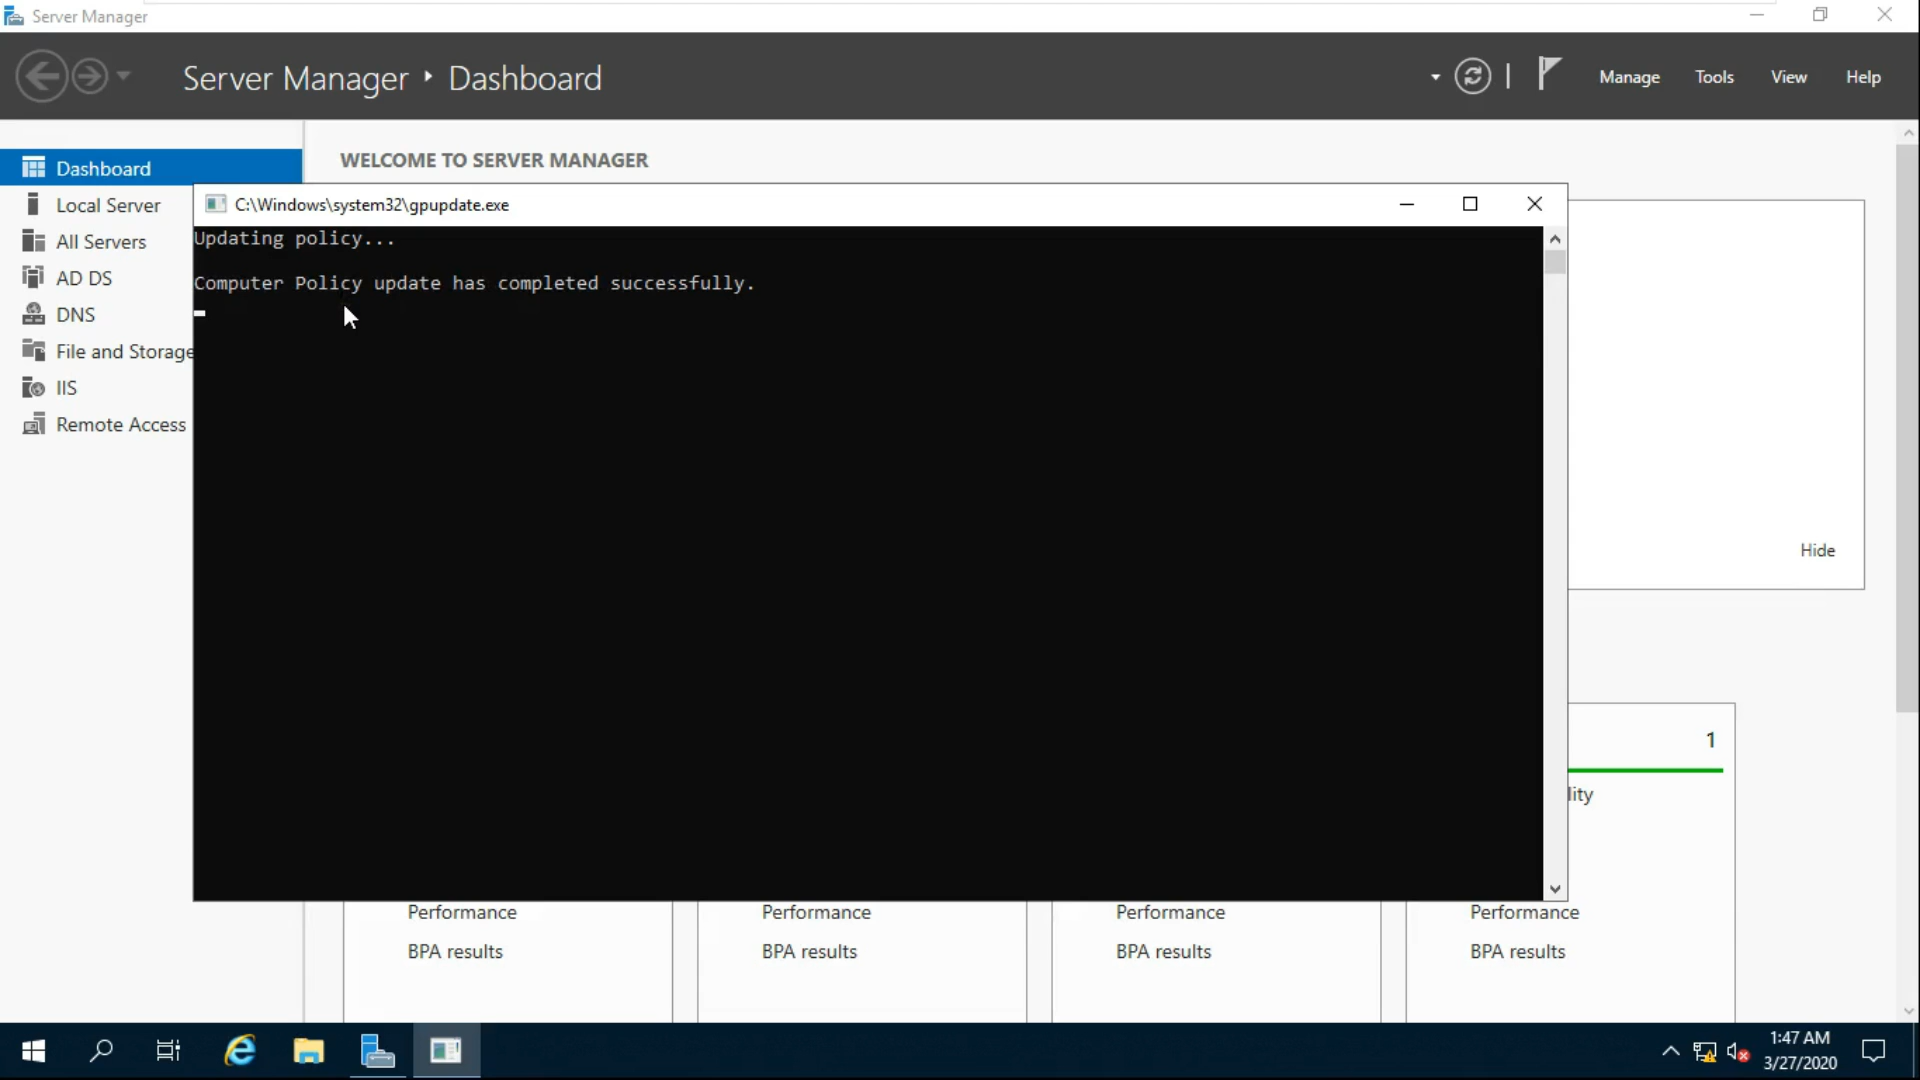 Server Manager
Server Manager ‣ Dashboard
Manage Tools View Help
Dashboard
Local Server
All Servers
AD DS
DNS
File and Storage
IIS
Remote Access
WELCOME TO SERVER MANAGER
C:\Windows\system32\gpupdate.exe
Updating policy...
Computer Policy update has completed successfully.
Hide
1
lity
Performance Performance Performance Performance
BPA results BPA results BPA results BPA results
1:47 AM
3/27/2020